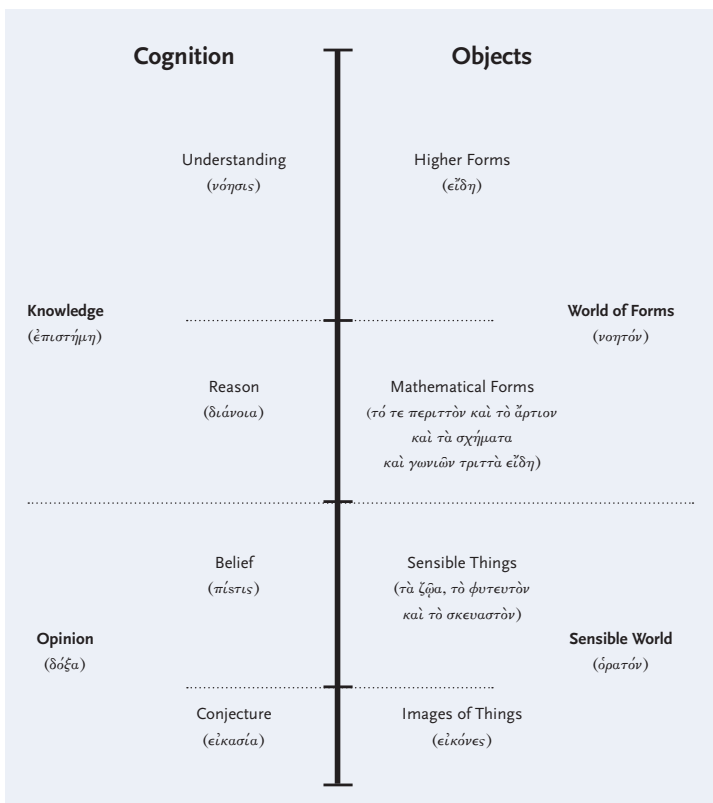 Cognition Objects
Understanding Higher Forms
(νόησις) (εἴδη)
Knowledge World of Forms
(ἐπιστήμη) (νοητόν)
Reason Mathematical Forms
(διάνοια) (τό τε περιττὸν καὶ τὸ ἄρτιον
καὶ τὰ σχήματα
καὶ γωνιῶν τριττὰ εἴδη)
Belief Sensible Things
(πίστις) (τὰ ζῷα, τὸ φυτευτὸν
καὶ τὸ σκευαστὸν)
Opinion Sensible World
(δόξα) (ὁρατόν)
Conjecture Images of Things
(εἰκασία) (εἰκόνες)